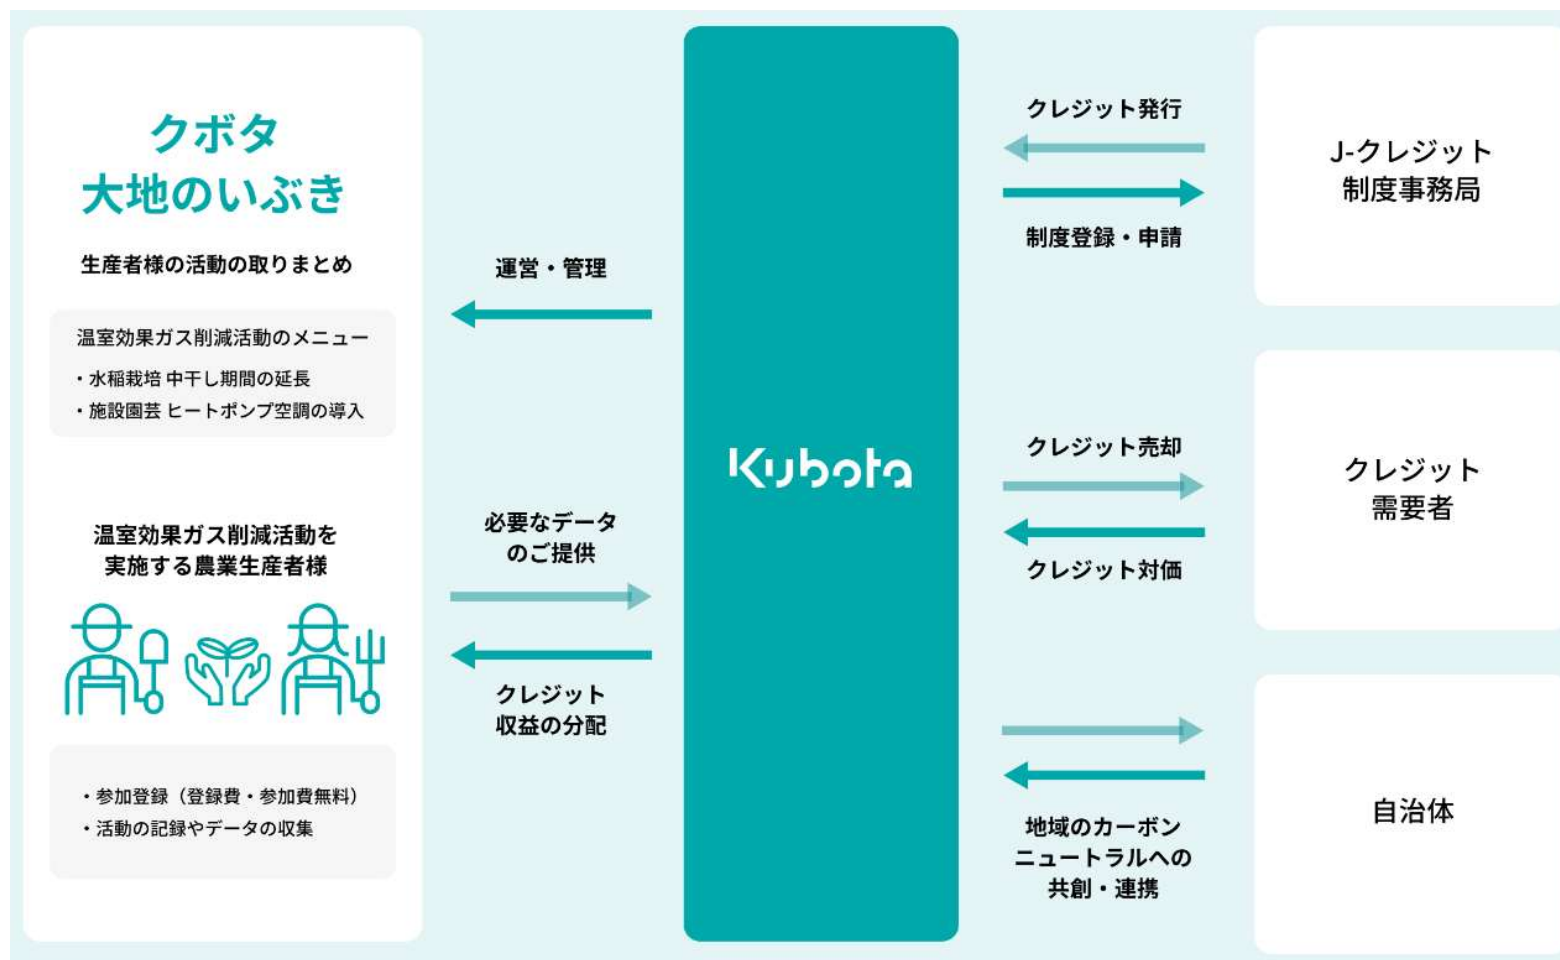 クボタ
大地のいぶき
生産者様の活動の取りまとめ
温室効果ガス削減活動のメニュー
・水稲栽培 中干し期間の延長
・施設園芸 ヒートポンプ空調の導入
温室効果ガス削減活動を
実施する農業生産者様
・参加登録（登録費・参加費無料）
・活動の記録やデータの収集
運営・管理
必要なデータ
のご提供
クレジット
収益の分配
Kubota
クレジット発行
制度登録・申請
クレジット売却
クレジット対価
地域のカーボン
ニュートラルへの
共創・連携
J-クレジット
制度事務局
クレジット
需要者
自治体